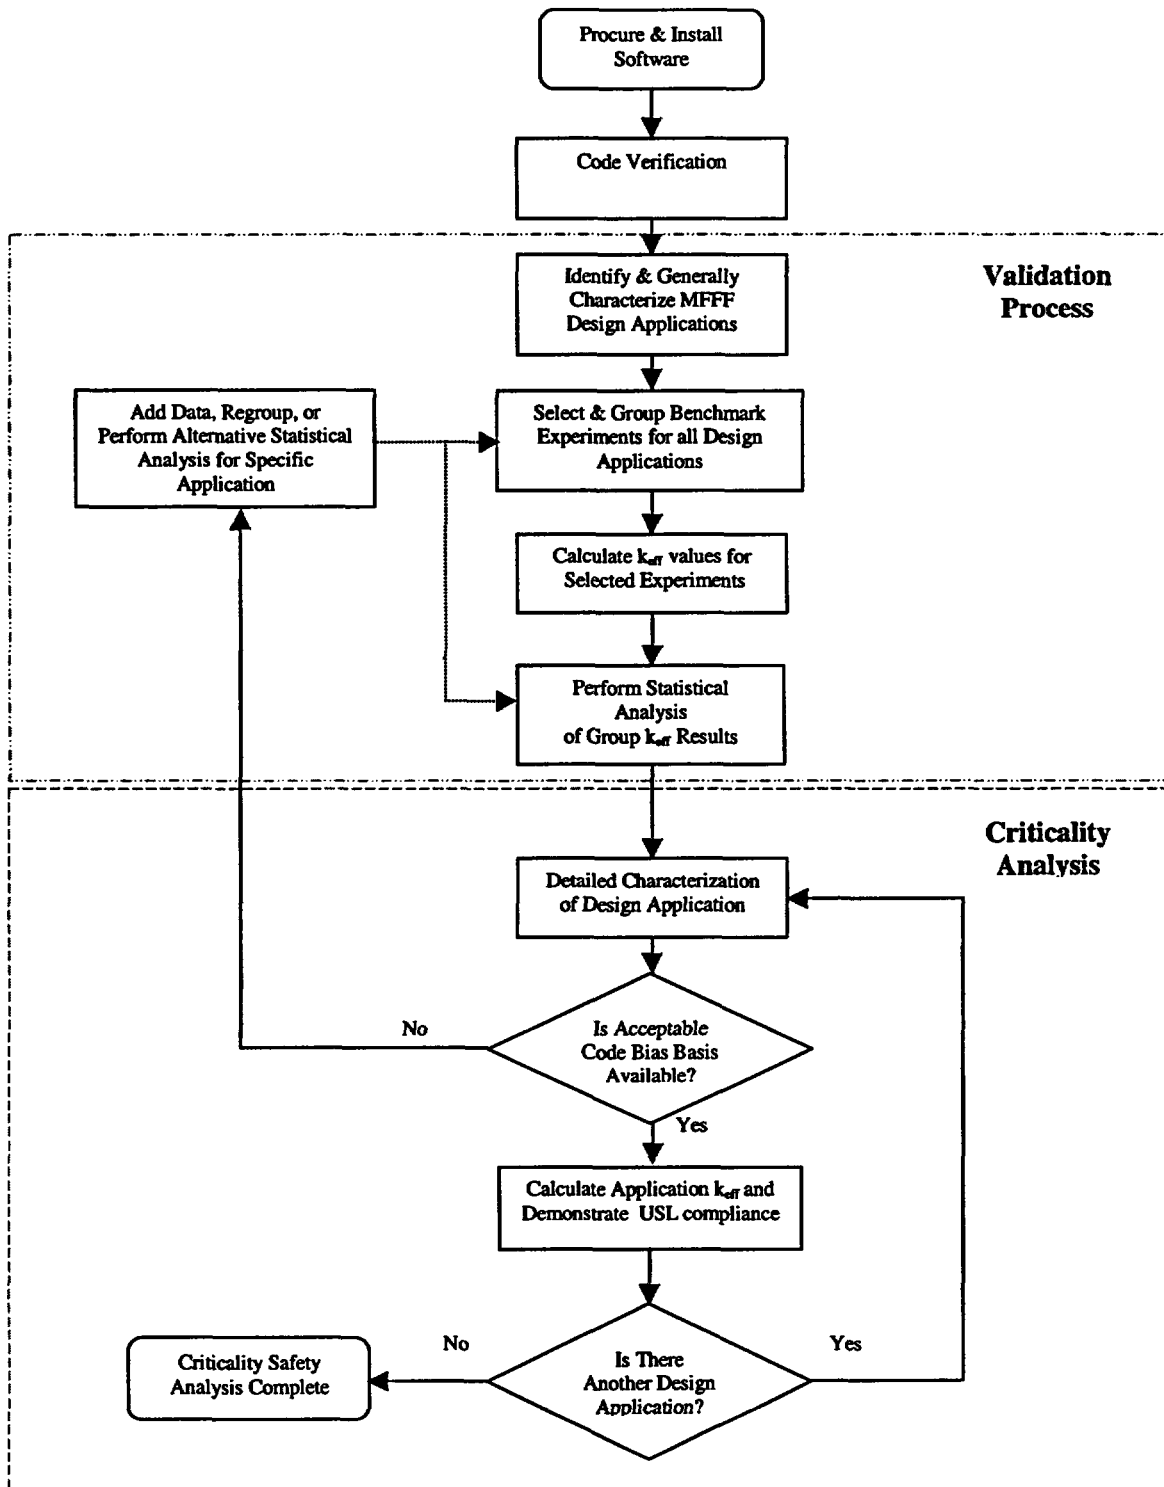 Procure & Install
Software
Code Verification
Validation
Process
Identify & Generally
Characterize MFFF
Design Applications
Add Data, Regroup, or
Perform Alternative Statistical
Analysis for Specific
Application
Select & Group Benchmark
Experiments for all Design
Applications
Calculate keff values for
Selected Experiments
Perform Statistical
Analysis
of Group keff Results
Criticality
Analysis
Detailed Characterization
of Design Application
No
Is Acceptable
Code Bias Basis
Available?
Yes
Calculate Application keff and
Demonstrate USL compliance
No
Yes
Is There
Another Design
Application?
Criticality Safety
Analysis Complete